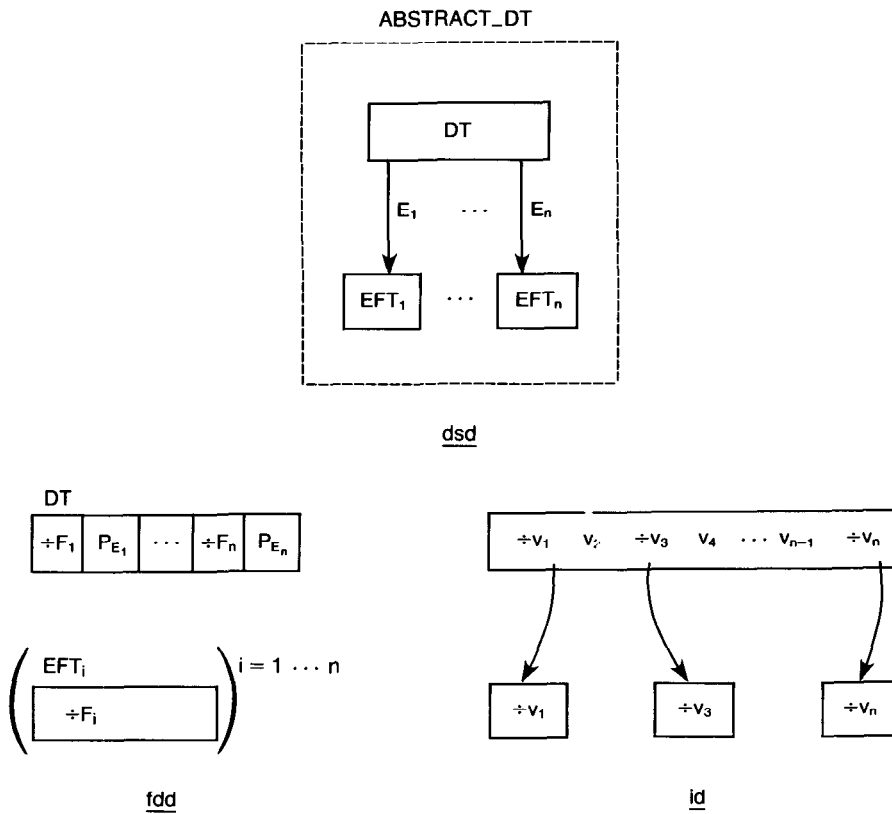 ABSTRACT_DT
DT
E₁ ··· Eₙ
EFT₁ ··· EFTₙ
dsd
DT
÷F₁ P_E₁ ··· ÷Fₙ P_Eₙ
EFTᵢ i = 1 ··· n
÷Fᵢ
fdd
÷v₁ v₂ ÷v₃ v₄ ··· vₙ₋₁ ÷vₙ
÷v₁ ÷v₃ ÷vₙ
id